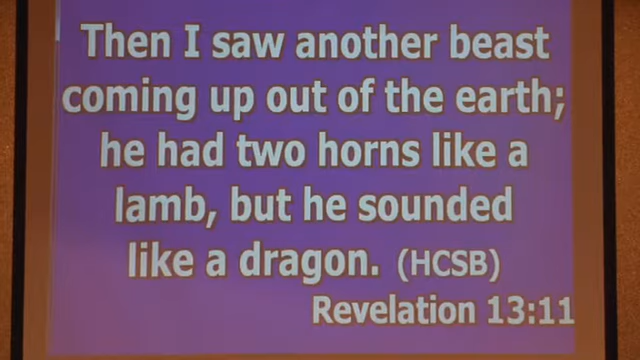 Then I saw another beast
coming up out of the earth;
he had two horns like a
lamb, but he sounded
like a dragon. (HCSB)
Revelation 13:11